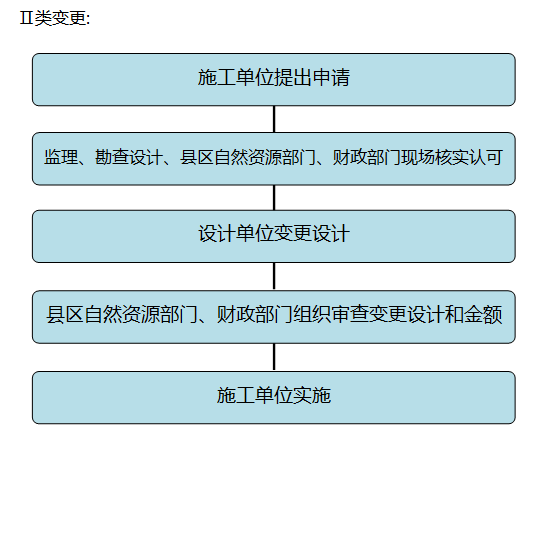 Ⅱ类变更:
施工单位提出申请
监理、勘查设计、县区自然资源部门、财政部门现场核实认可
设计单位变更设计
县区自然资源部门、财政部门组织审查变更设计和金额
施工单位实施